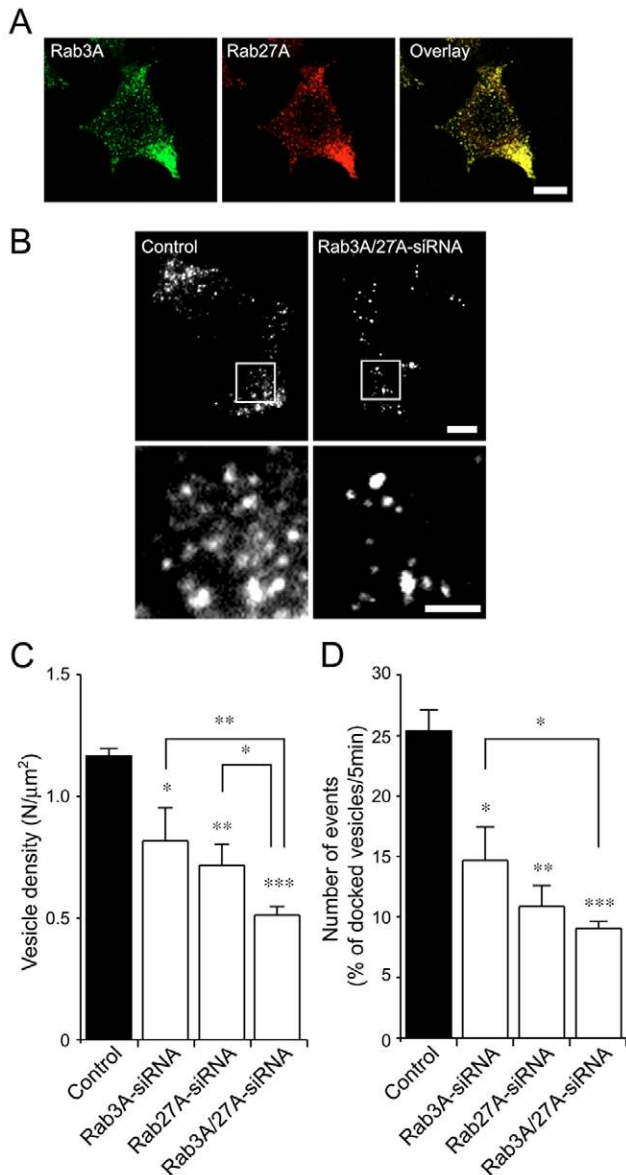 A
Rab3A
Rab27A
Overlay
B
Control
Rab3A/27A-siRNA
C
Vesicle density (N/μm²)
1.5
1.0
0.5
0
**
*
*
**
***
Control
Rab3A-siRNA
Rab27A-siRNA
Rab3A/27A-siRNA
D
Number of events
(% of docked vesicles/5min)
30
25
20
15
10
5
0
*
*
**
***
Control
Rab3A-siRNA
Rab27A-siRNA
Rab3A/27A-siRNA